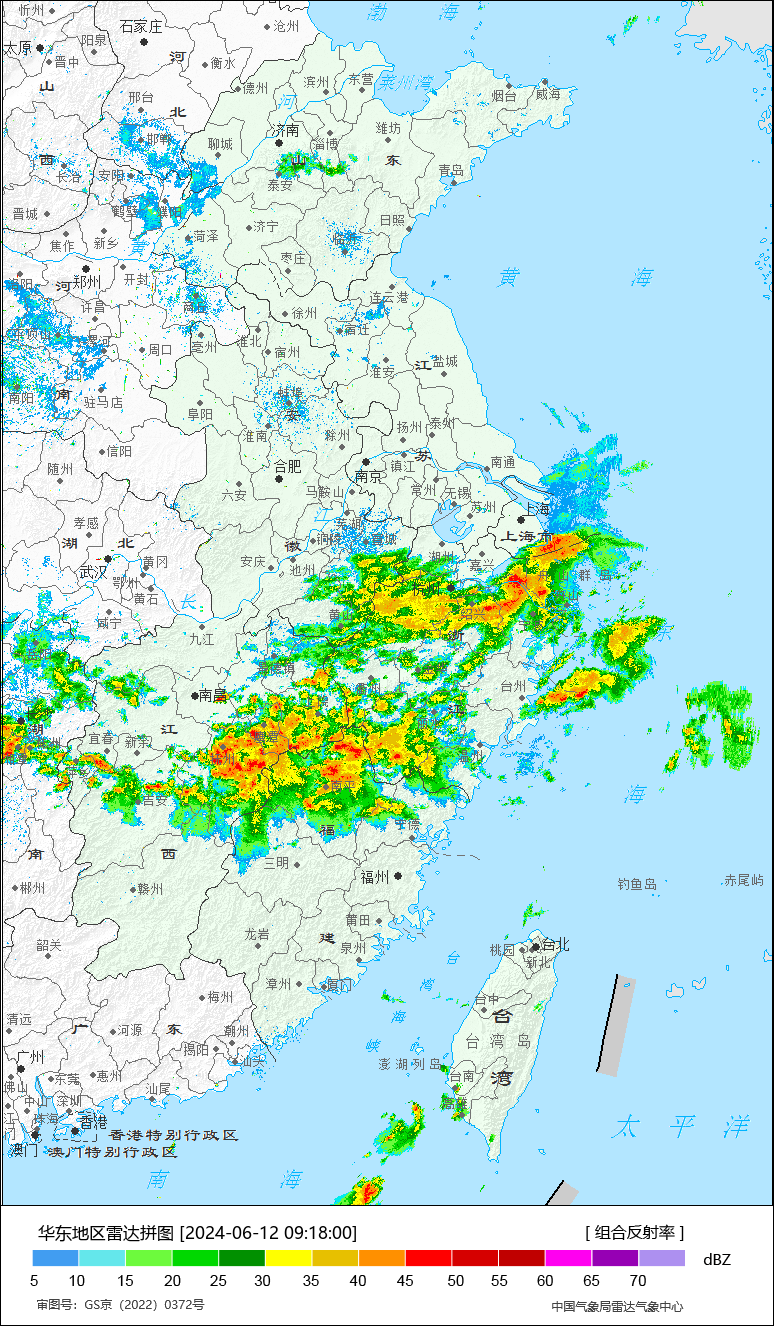 渤 海
忻州
石家庄
沧州
太原
阳泉
河
晋中
衡水
山
德州
滨州
东营
莱州湾
烟台
威海
邢台
北
河
济南
潍坊
邯郸
聊城
淄博
西
山
东
长治
安阳
泰安
青岛
晋城
鹤壁
濮阳
日照
焦作
新乡
黄
菏泽
济宁
临沂
枣庄
黄 海
河
郑州
开封
连云港
许昌
商丘
徐州
宿迁
漯河
周口
亳州
淮北
宿州
江
盐城
南阳
南
驻马店
淮安
蚌埠
阜阳
安
扬州
泰州
信阳
淮南
滁州
苏
随州
合肥
南京
镇江
南通
六安
马鞍山
常州
无锡
苏州
上海
孝感
芜湖
湖 北
徽
铜陵
宣城
上海市
武汉
黄冈
安庆
池州
湖州
嘉兴
鄂州
杭州
群 岛
黄石
长
咸宁
黄
九江
浙
东
景德镇
南昌
台州
江
江
湖
宜春
新余
鹰潭
吉安
南
西
福
宁德
海
南
三明
郴州
赣州
福州
钓鱼岛
赤尾屿
韶关
龙岩
建
莆田
泉州
台
桃园
台北
新北
漳州
厦门
湾
梅州
台中
清远
广
河源
东
潮州
海
台
揭阳
台 湾 岛
广州
汕头
峡
澎湖列岛
佛山
东莞
惠州
台南
湾
汕尾
中山
深圳
高雄
江门
珠海
香港
香港特别行政区
太 平 洋
澳门
澳门特别行政区
南 海
华东地区雷达拼图 [2024-06-12 09:18:00]
[ 组合反射率 ]
dBZ
5 10 15 20 25 30 35 40 45 50 55 60 65 70
审图号：GS京（2022）0372号
中国气象局雷达气象中心